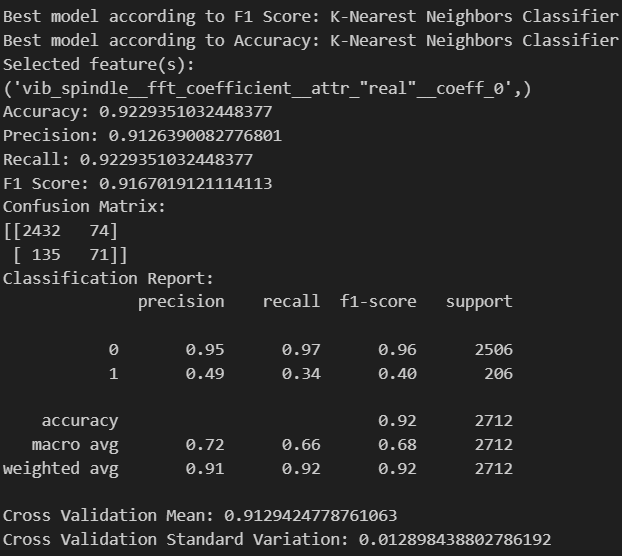 Best model according to F1 Score: K-Nearest Neighbors Classifier
Best model according to Accuracy: K-Nearest Neighbors Classifier
Selected feature(s):
('vib_spindle__fft_coefficient__attr_"real"__coeff_0',)
Accuracy: 0.9229351032448377
Precision: 0.9126390082776801
Recall: 0.9229351032448377
F1 Score: 0.9167019121114113
Confusion Matrix:
[[2432   74]
 [ 135   71]]
Classification Report:
              precision    recall  f1-score   support
           0       0.95      0.97      0.96      2506
           1       0.49      0.34      0.40       206
    accuracy                           0.92      2712
   macro avg       0.72      0.66      0.68      2712
weighted avg       0.91      0.92      0.92      2712
Cross Validation Mean: 0.9129424778761063
Cross Validation Standard Variation: 0.012898438802786192